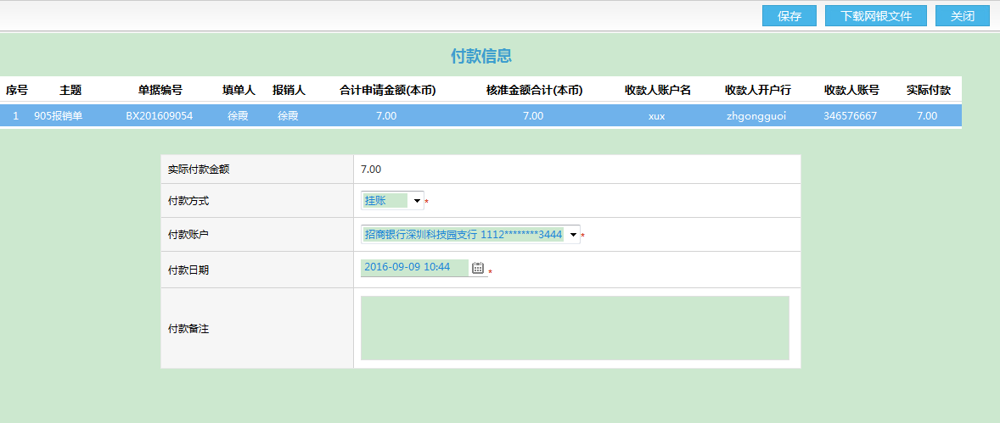 保存 下载网银文件 关闭
付款信息
序号 主题 单据编号 填单人 报销人 合计申请金额(本币) 核准金额合计(本币) 收款人账户名 收款人开户行 收款人账号 实际付款
1 905报销单 BX201609054 徐霞 徐霞 7.00 7.00 xux zhgongguoi 346576667 7.00
实际付款金额 7.00
付款方式 挂账 *
付款账户 招商银行深圳科技园支行 1112********3444 *
付款日期 2016-09-09 10:44 *
付款备注